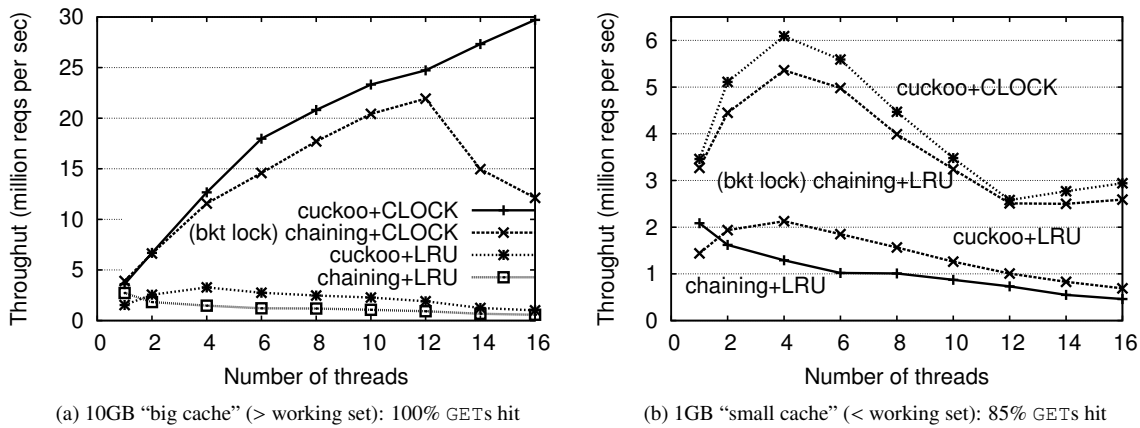 Throughut (million reqs per sec)
30
25
20
15
10
5
0
cuckoo+CLOCK
(bkt lock) chaining+CLOCK
cuckoo+LRU
chaining+LRU
0 2 4 6 8 10 12 14 16
Number of threads
(a) 10GB “big cache” (> working set): 100% GETs hit
Throughut (million reqs per sec)
6
5
4
3
2
1
0
cuckoo+CLOCK
(bkt lock) chaining+LRU
cuckoo+LRU
chaining+LRU
0 2 4 6 8 10 12 14 16
Number of threads
(b) 1GB “small cache” (< working set): 85% GETs hit